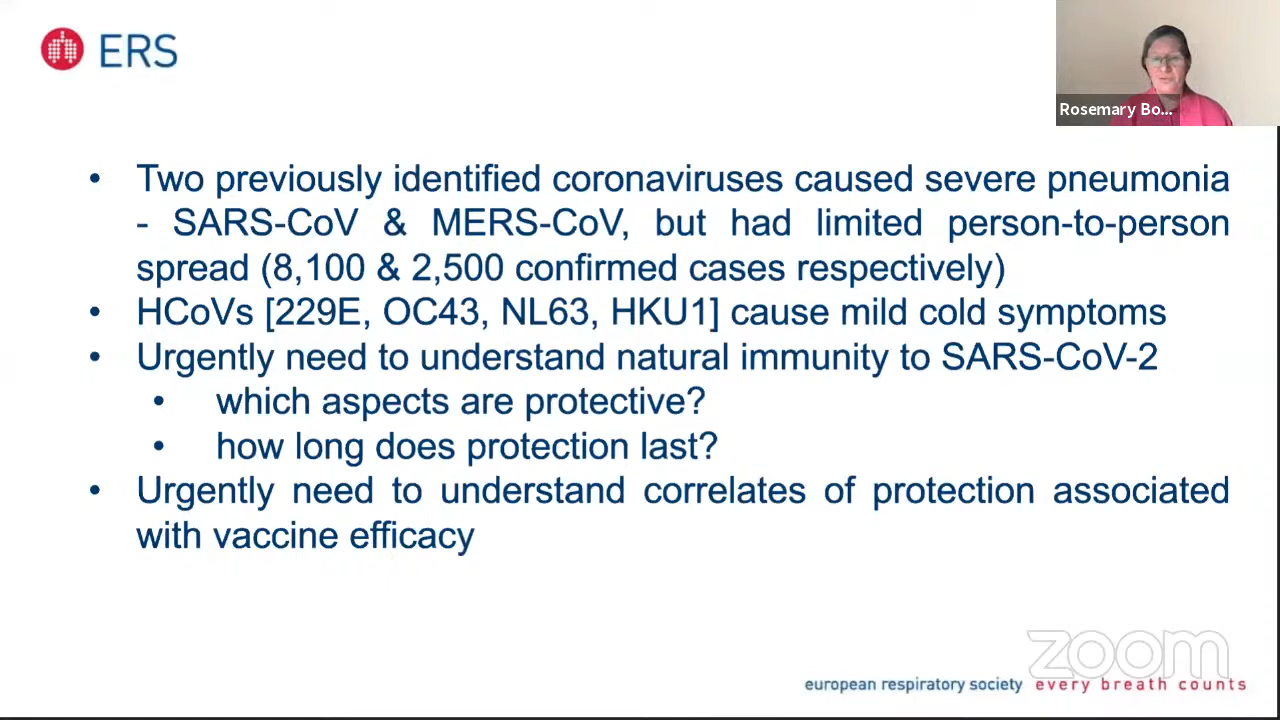 ERS
Rosemary Bo...
• Two previously identified coronaviruses caused severe pneumonia
- SARS-CoV & MERS-CoV, but had limited person-to-person
spread (8,100 & 2,500 confirmed cases respectively)
• HCoVs [229E, OC43, NL63, HKU1] cause mild cold symptoms
• Urgently need to understand natural immunity to SARS-CoV-2
• which aspects are protective?
• how long does protection last?
• Urgently need to understand correlates of protection associated
with vaccine efficacy
zoom
european respiratory society every breath counts